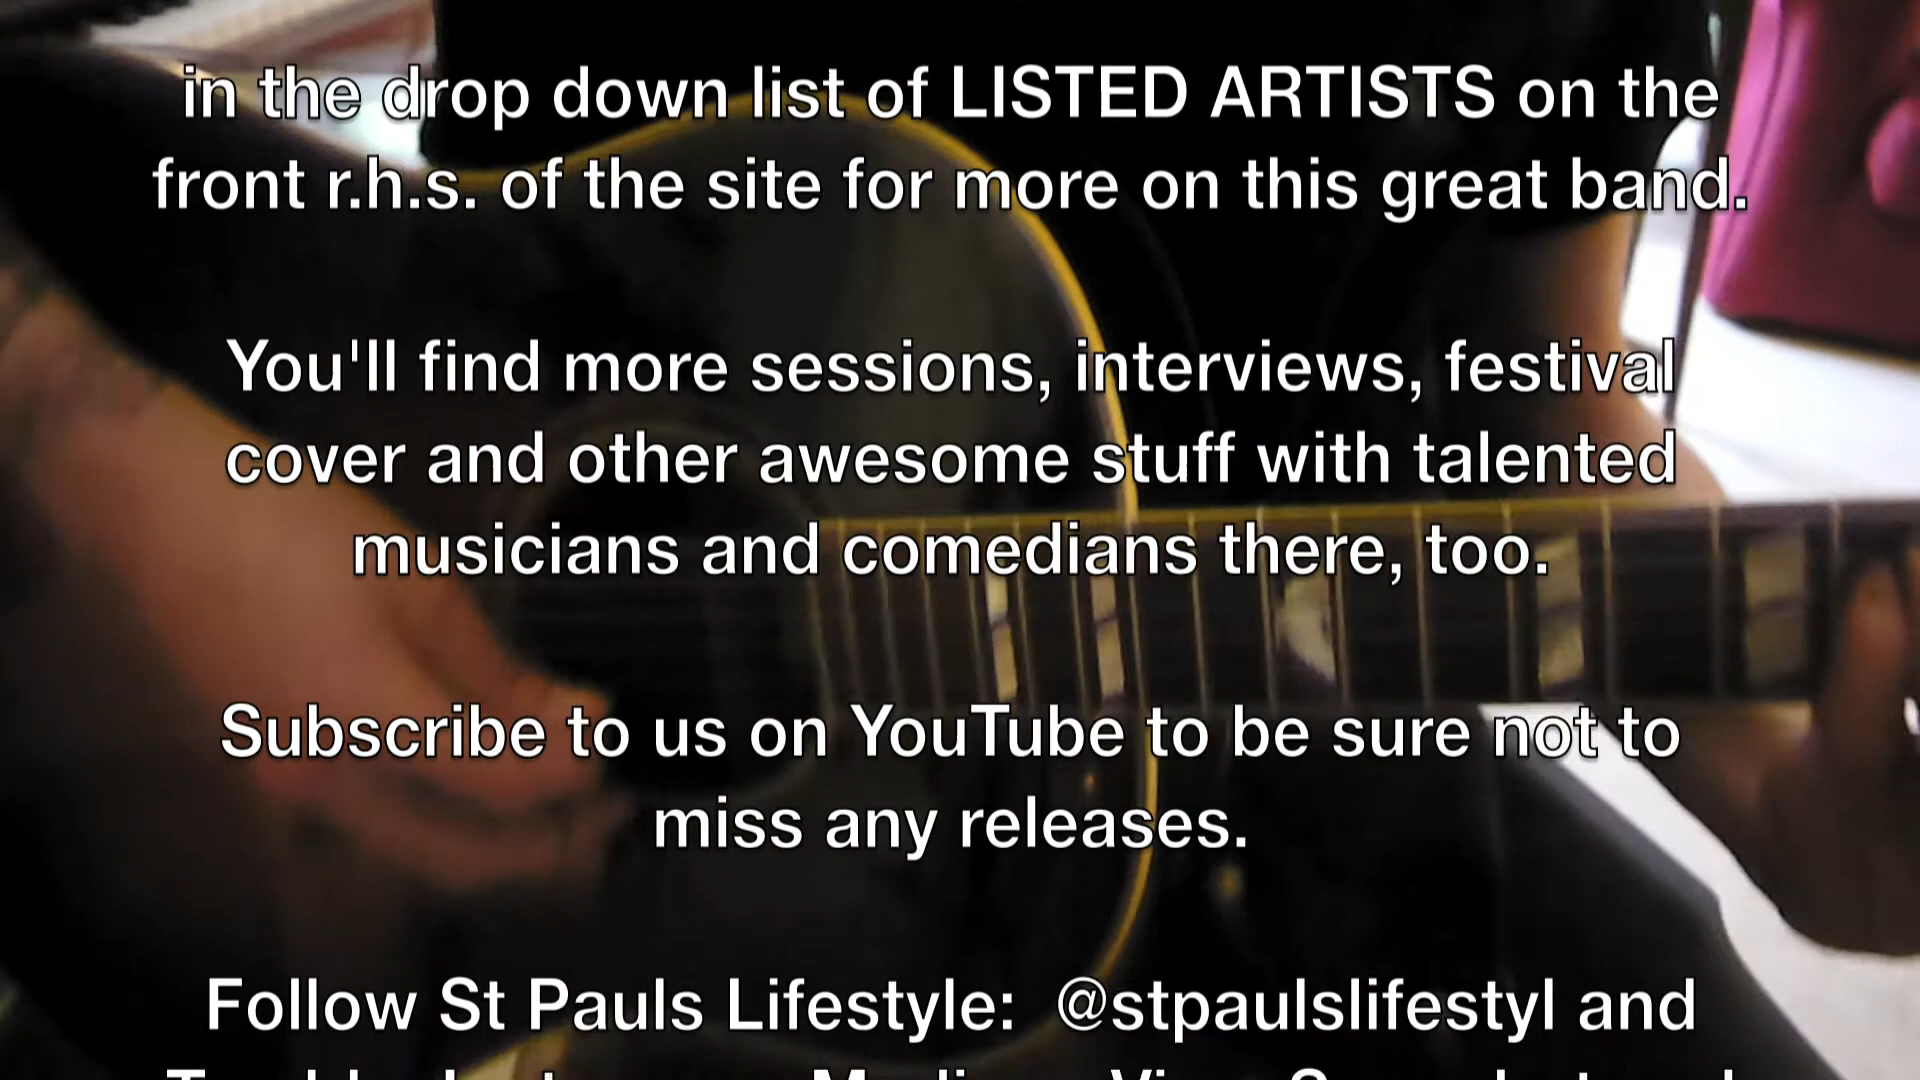 in the drop down list of LISTED ARTISTS on the
front r.h.s. of the site for more on this great band.
You'll find more sessions, interviews, festival
cover and other awesome stuff with talented
musicians and comedians there, too.
Subscribe to us on YouTube to be sure not to
miss any releases.
Follow St Pauls Lifestyle:  @stpaulslifestyl and